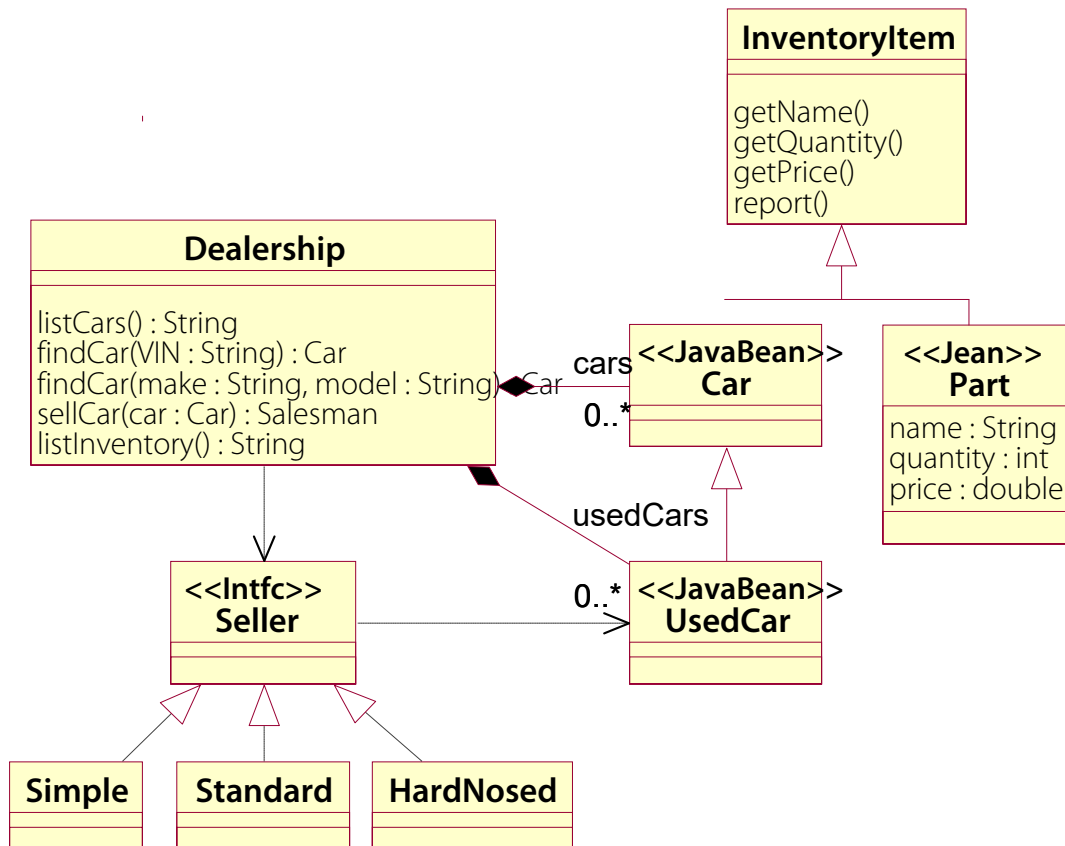 InventoryItem
getName()
getQuantity()
getPrice()
report()
Dealership
listCars() : String
findCar(VIN : String) : Car
findCar(make : String, model : String) : Car
sellCar(car : Car) : Salesman
listInventory() : String
cars
0..*
<<JavaBean>>
Car
<<Jean>>
Part
name : String
quantity : int
price : double
usedCars
0..*
<<Intfc>>
Seller
<<JavaBean>>
UsedCar
Simple
Standard
HardNosed